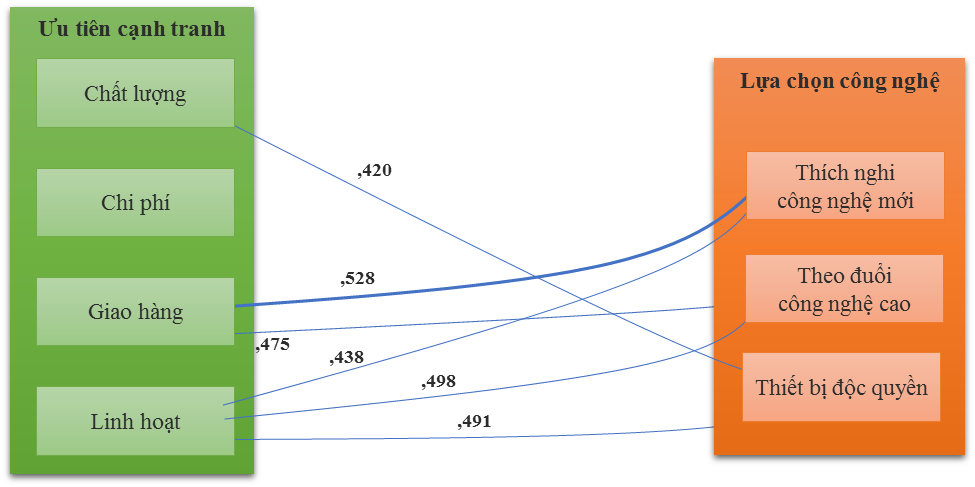 Ưu tiên cạnh tranh
Chất lượng
Chi phí
Giao hàng
Linh hoạt
,420
,528
,475
,438
,498
,491
Lựa chọn công nghệ
Thích nghi
công nghệ mới
Theo đuổi
công nghệ cao
Thiết bị độc quyền